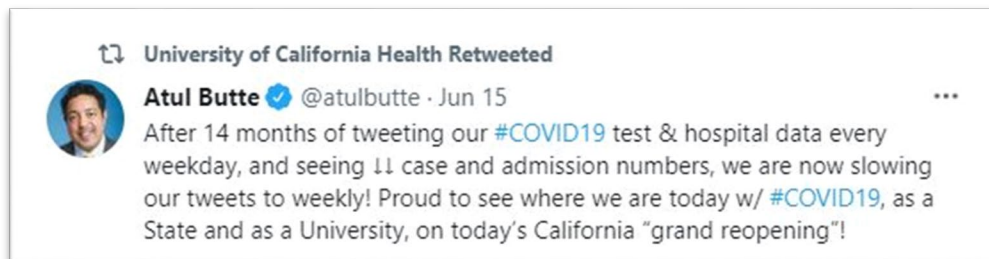 University of California Health Retweeted
Atul Butte @atulbutte · Jun 15
After 14 months of tweeting our #COVID19 test & hospital data every
weekday, and seeing ↓↓ case and admission numbers, we are now slowing
our tweets to weekly! Proud to see where we are today w/ #COVID19, as a
State and as a University, on today's California “grand reopening”!